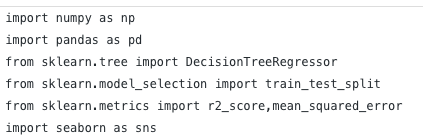 import numpy as np
import pandas as pd
from sklearn.tree import DecisionTreeRegressor
from sklearn.model_selection import train_test_split
from sklearn.metrics import r2_score,mean_squared_error
import seaborn as sns